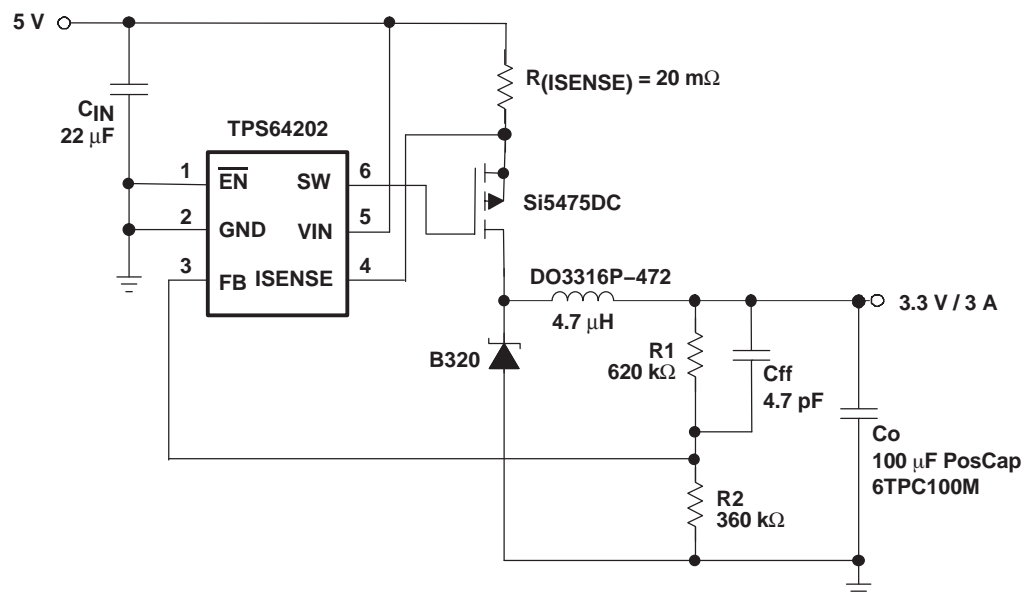 5 V
R(ISENSE) = 20 mΩ
CIN
22 μF
TPS64202
1
EN
SW
6
Si5475DC
2
GND
VIN
5
3
FB
ISENSE
4
DO3316P–472
4.7 μH
3.3 V / 3 A
B320
R1
620 kΩ
Cff
4.7 pF
Co
100 μF PosCap
6TPC100M
R2
360 kΩ